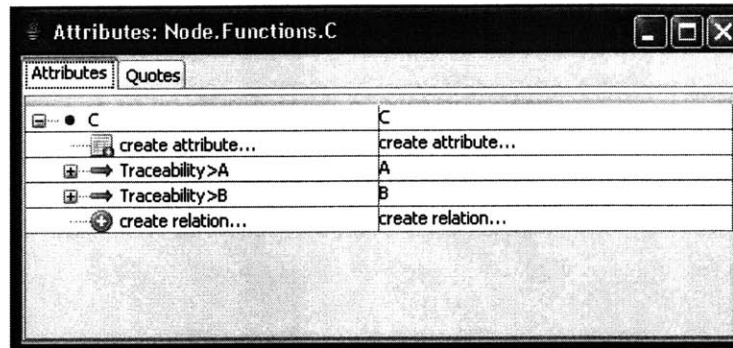 Attributes: Node.Functions.C
Attributes Quotes
C C
create attribute... create attribute...
Traceability>A A
Traceability>B B
create relation... create relation...